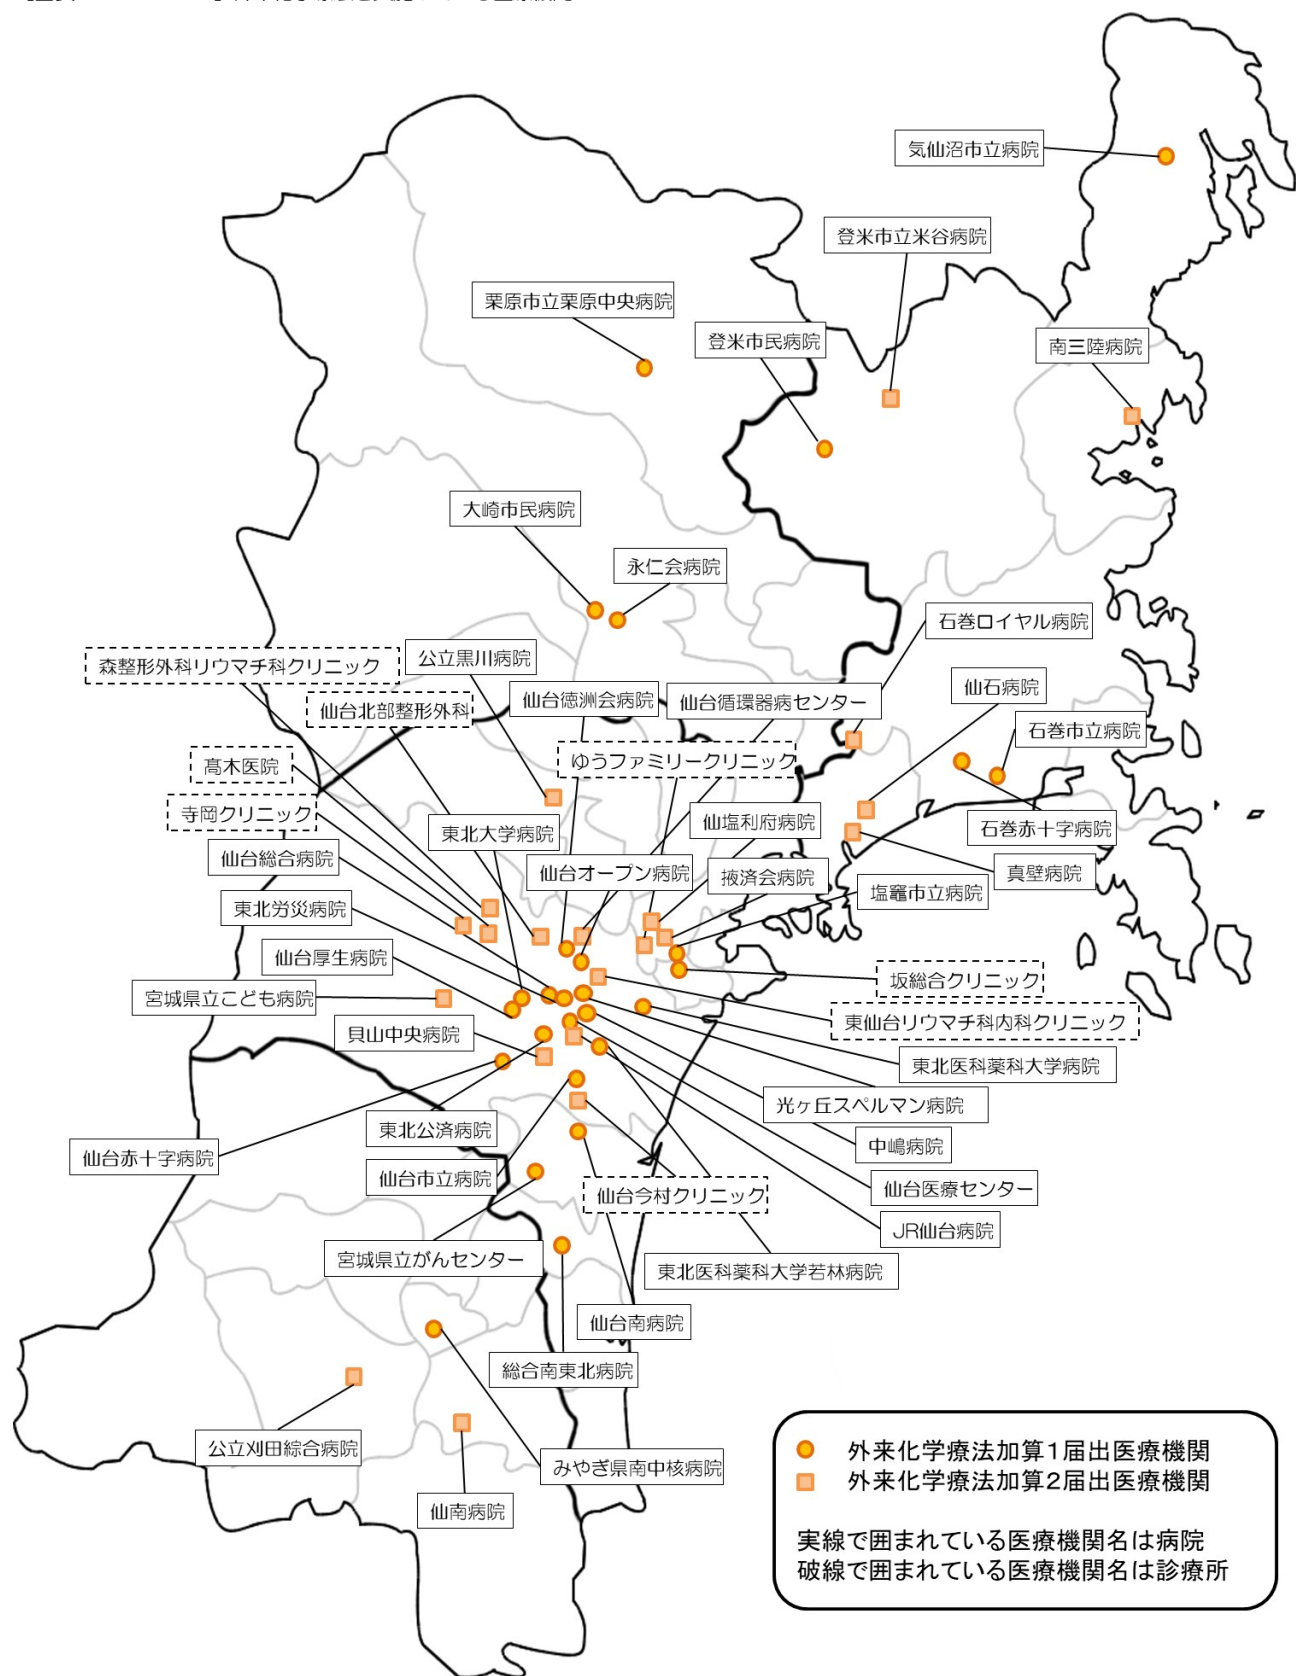 気仙沼市立病院
登米市立米谷病院
栗原市立栗原中央病院
登米市民病院
南三陸病院
大崎市民病院
永仁会病院
石巻ロイヤル病院
森整形外科リウマチ科クリニック
公立黒川病院
仙石病院
仙台北部整形外科
仙台徳洲会病院
仙台循環器病センター
石巻市立病院
髙木医院
ゆうファミリークリニック
寺岡クリニック
東北大学病院
仙塩利府病院
石巻赤十字病院
仙台総合病院
仙台オープン病院
掖済会病院
真壁病院
塩竈市立病院
東北労災病院
仙台厚生病院
坂総合クリニック
宮城県立こども病院
東仙台リウマチ科内科クリニック
貝山中央病院
東北医科薬科大学病院
光ヶ丘スペルマン病院
東北公済病院
中嶋病院
仙台赤十字病院
仙台市立病院
仙台今村クリニック
仙台医療センター
JR仙台病院
宮城県立がんセンター
東北医科薬科大学若林病院
仙台南病院
総合南東北病院
公立刈田綜合病院
みやぎ県南中核病院
仙南病院
外来化学療法加算1届出医療機関
外来化学療法加算2届出医療機関
実線で囲まれている医療機関名は病院
破線で囲まれている医療機関名は診療所